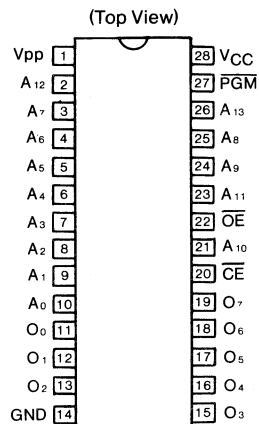 (Top View)
Vpp 1 28 VCC
A12 2 27 PGM
A7 3 26 A13
A6 4 25 A8
A5 5 24 A9
A4 6 23 A11
A3 7 22 OE
A2 8 21 A10
A1 9 20 CE
A0 10 19 O7
O0 11 18 O6
O1 12 17 O5
O2 13 16 O4
GND 14 15 O3